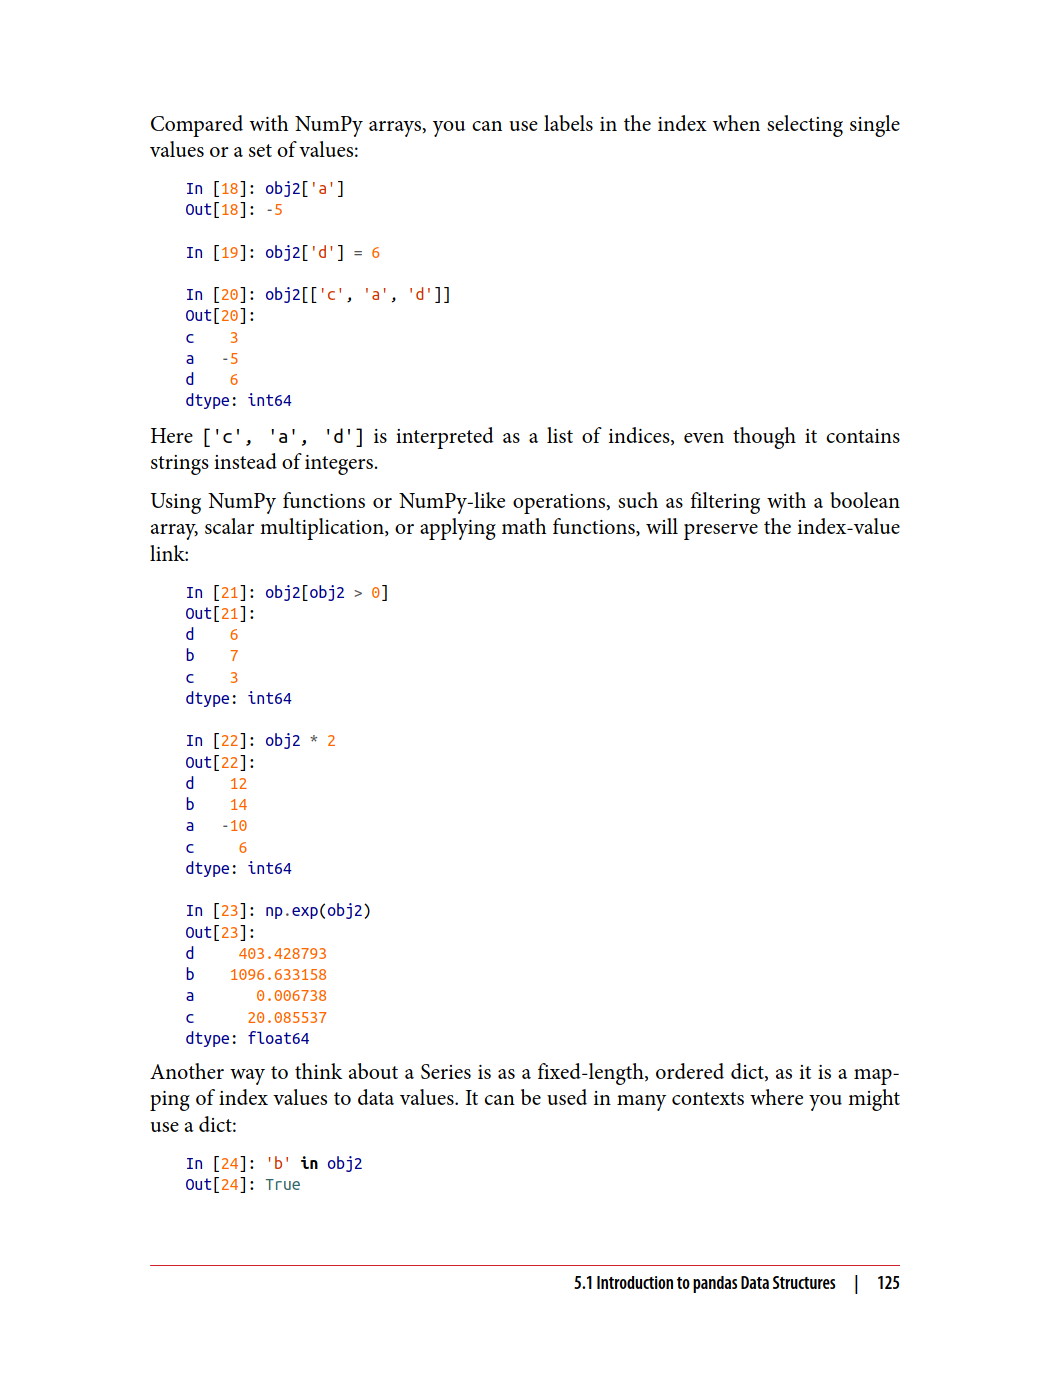 Compared with NumPy arrays, you can use labels in the index when selecting single
values or a set of values:
In [18]: obj2['a']
Out[18]: -5
In [19]: obj2['d'] = 6
In [20]: obj2[['c', 'a', 'd']]
Out[20]:
c    3
a   -5
d    6
dtype: int64
Here ['c', 'a', 'd'] is interpreted as a list of indices, even though it contains
strings instead of integers.
Using NumPy functions or NumPy-like operations, such as filtering with a boolean
array, scalar multiplication, or applying math functions, will preserve the index-value
link:
In [21]: obj2[obj2 > 0]
Out[21]:
d    6
b    7
c    3
dtype: int64
In [22]: obj2 * 2
Out[22]:
d    12
b    14
a   -10
c     6
dtype: int64
In [23]: np.exp(obj2)
Out[23]:
d     403.428793
b    1096.633158
a       0.006738
c      20.085537
dtype: float64
Another way to think about a Series is as a fixed-length, ordered dict, as it is a map-
ping of index values to data values. It can be used in many contexts where you might
use a dict:
In [24]: 'b' in obj2
Out[24]: True
5.1 Introduction to pandas Data Structures | 125